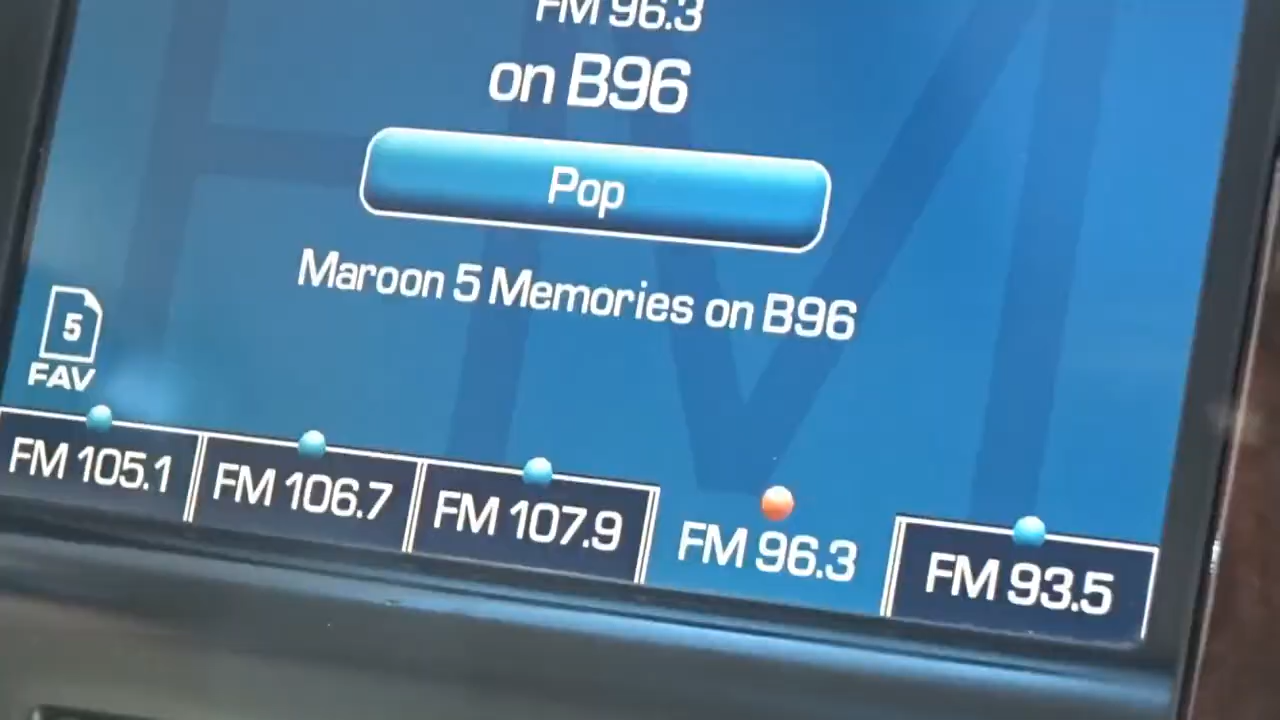 FM 96.3
on B96
Pop
Maroon 5 Memories on B96
5
FAV
FM 105.1
FM 106.7
FM 107.9
FM 96.3
FM 93.5